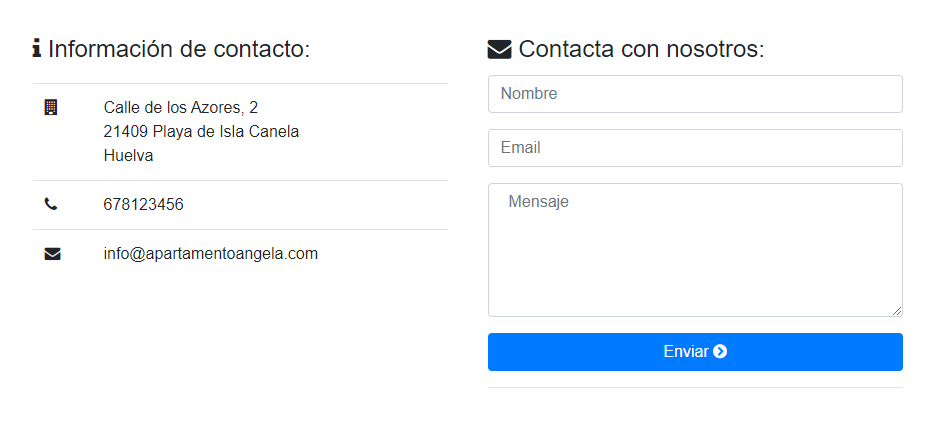 Información de contacto:
Calle de los Azores, 2
21409 Playa de Isla Canela
Huelva
678123456
info@apartamentoangela.com
Contacta con nosotros:
Nombre
Email
Mensaje
Enviar